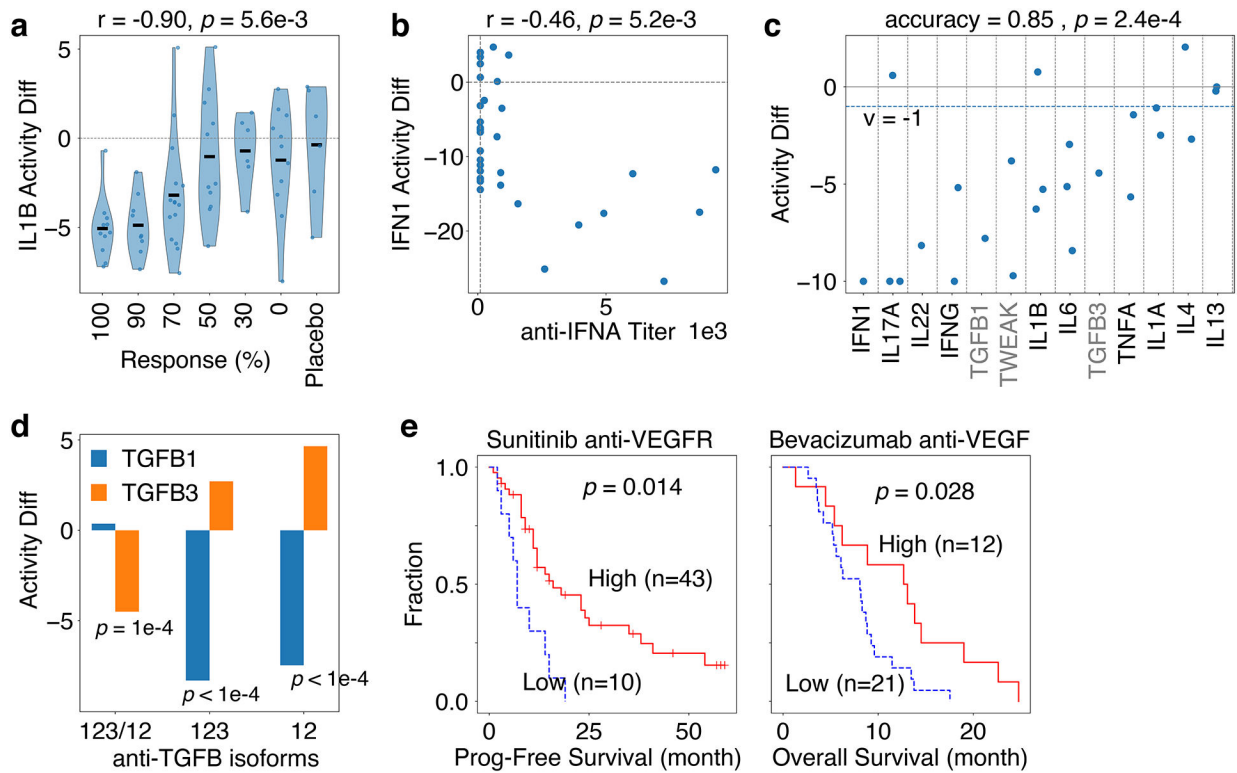 a
r = -0.90, p = 5.6e-3
IL1B Activity Diff
5
0
−5
100
90
70
50
30
0
Placebo
Response (%)
b
r = -0.46, p = 5.2e-3
IFN1 Activity Diff
0
−10
−20
0
5
anti-IFNA Titer 1e3
c
accuracy = 0.85 , p = 2.4e-4
Activity Diff
0
−5
−10
v = -1
IFN1
IL17A
IL22
IFNG
TGFB1
TWEAK
IL1B
IL6
TGFB3
TNFA
IL1A
IL4
IL13
d
Activity Diff
5
0
−5
TGFB1
TGFB3
p = 1e-4
p < 1e-4
p < 1e-4
123/12
123
12
anti-TGFB isoforms
e
Sunitinib anti-VEGFR
Fraction
1.0
0.5
0.0
p = 0.014
High (n=43)
Low (n=10)
0
25
50
Prog-Free Survival (month)
Bevacizumab anti-VEGF
p = 0.028
High (n=12)
Low (n=21)
0
10
20
Overall Survival (month)